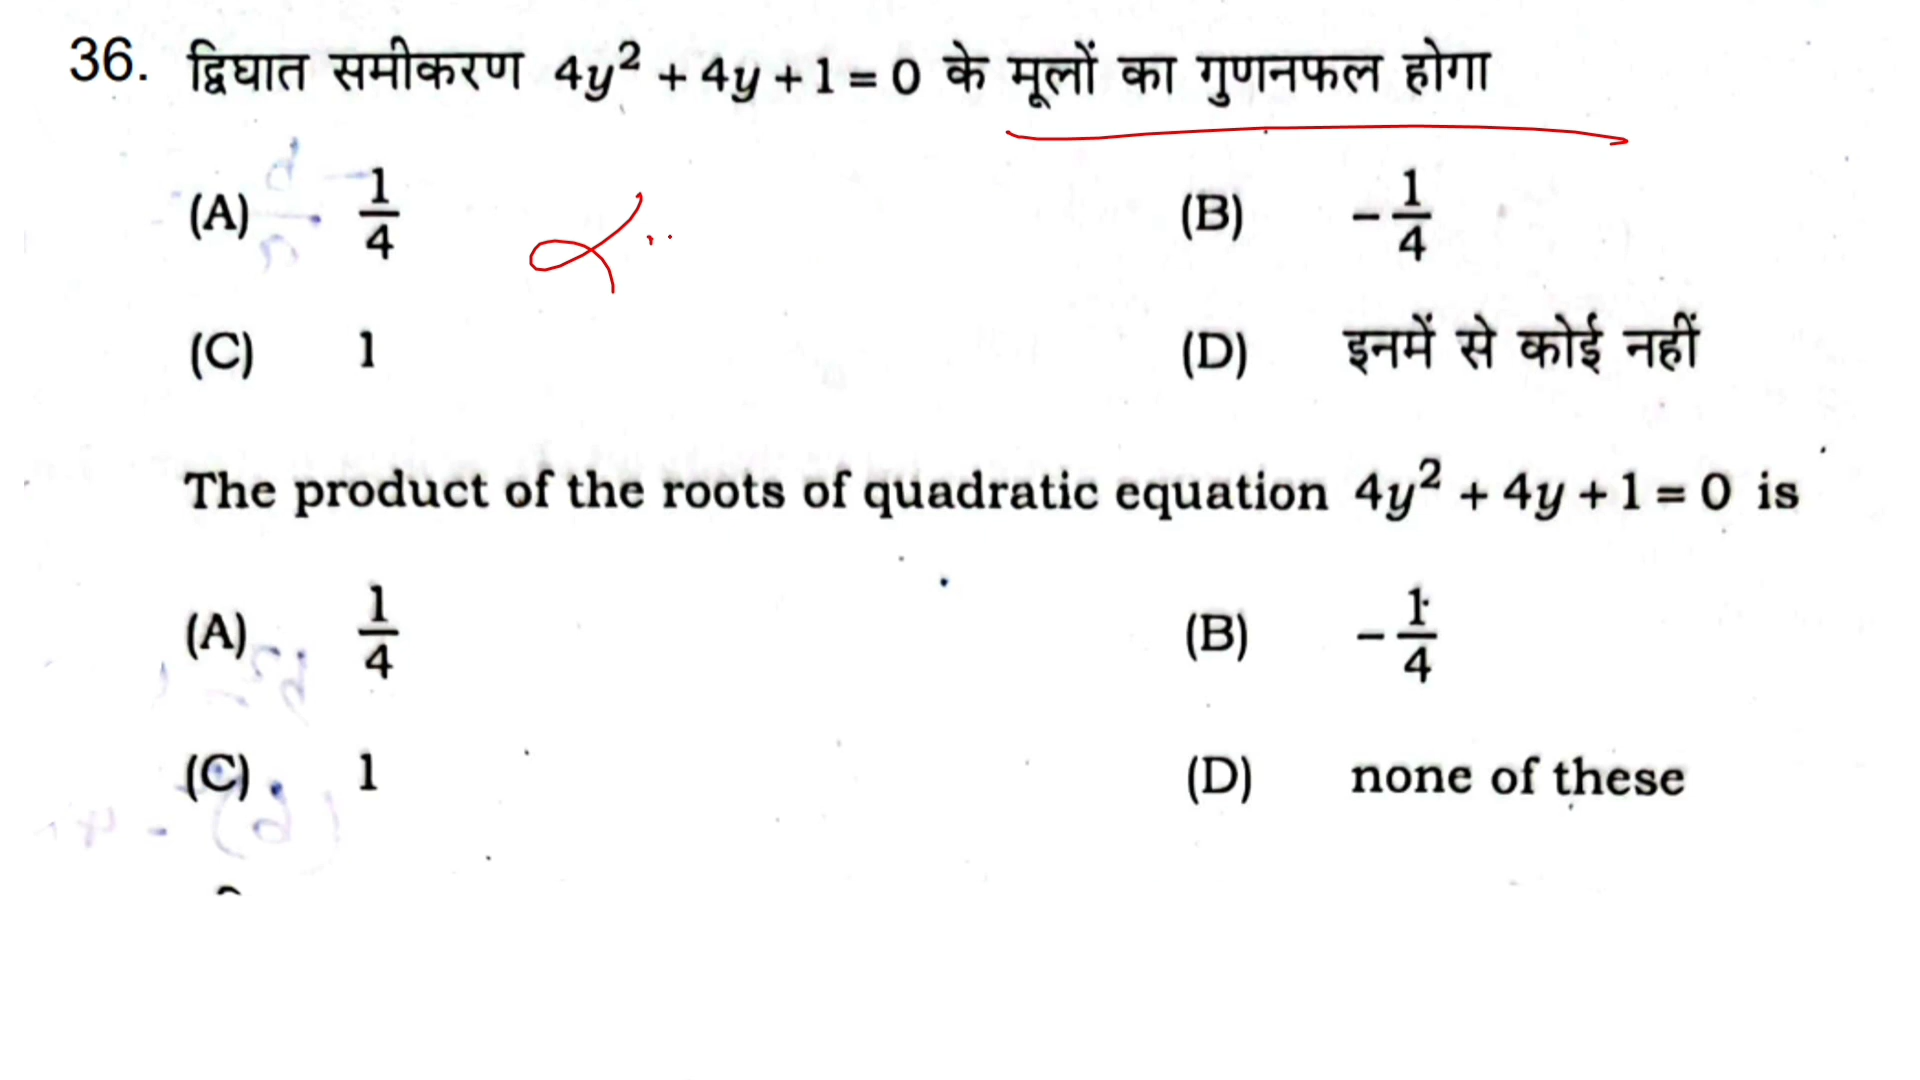 36. द्विघात समीकरण 4y² + 4y + 1 = 0 के मूलों का गुणनफल होगा
(A) 1/4 (B) -1/4
α
(C) 1 (D) इनमें से कोई नहीं
The product of the roots of quadratic equation 4y² + 4y + 1 = 0 is
(A) 1/4 (B) -1/4
(C) 1 (D) none of these